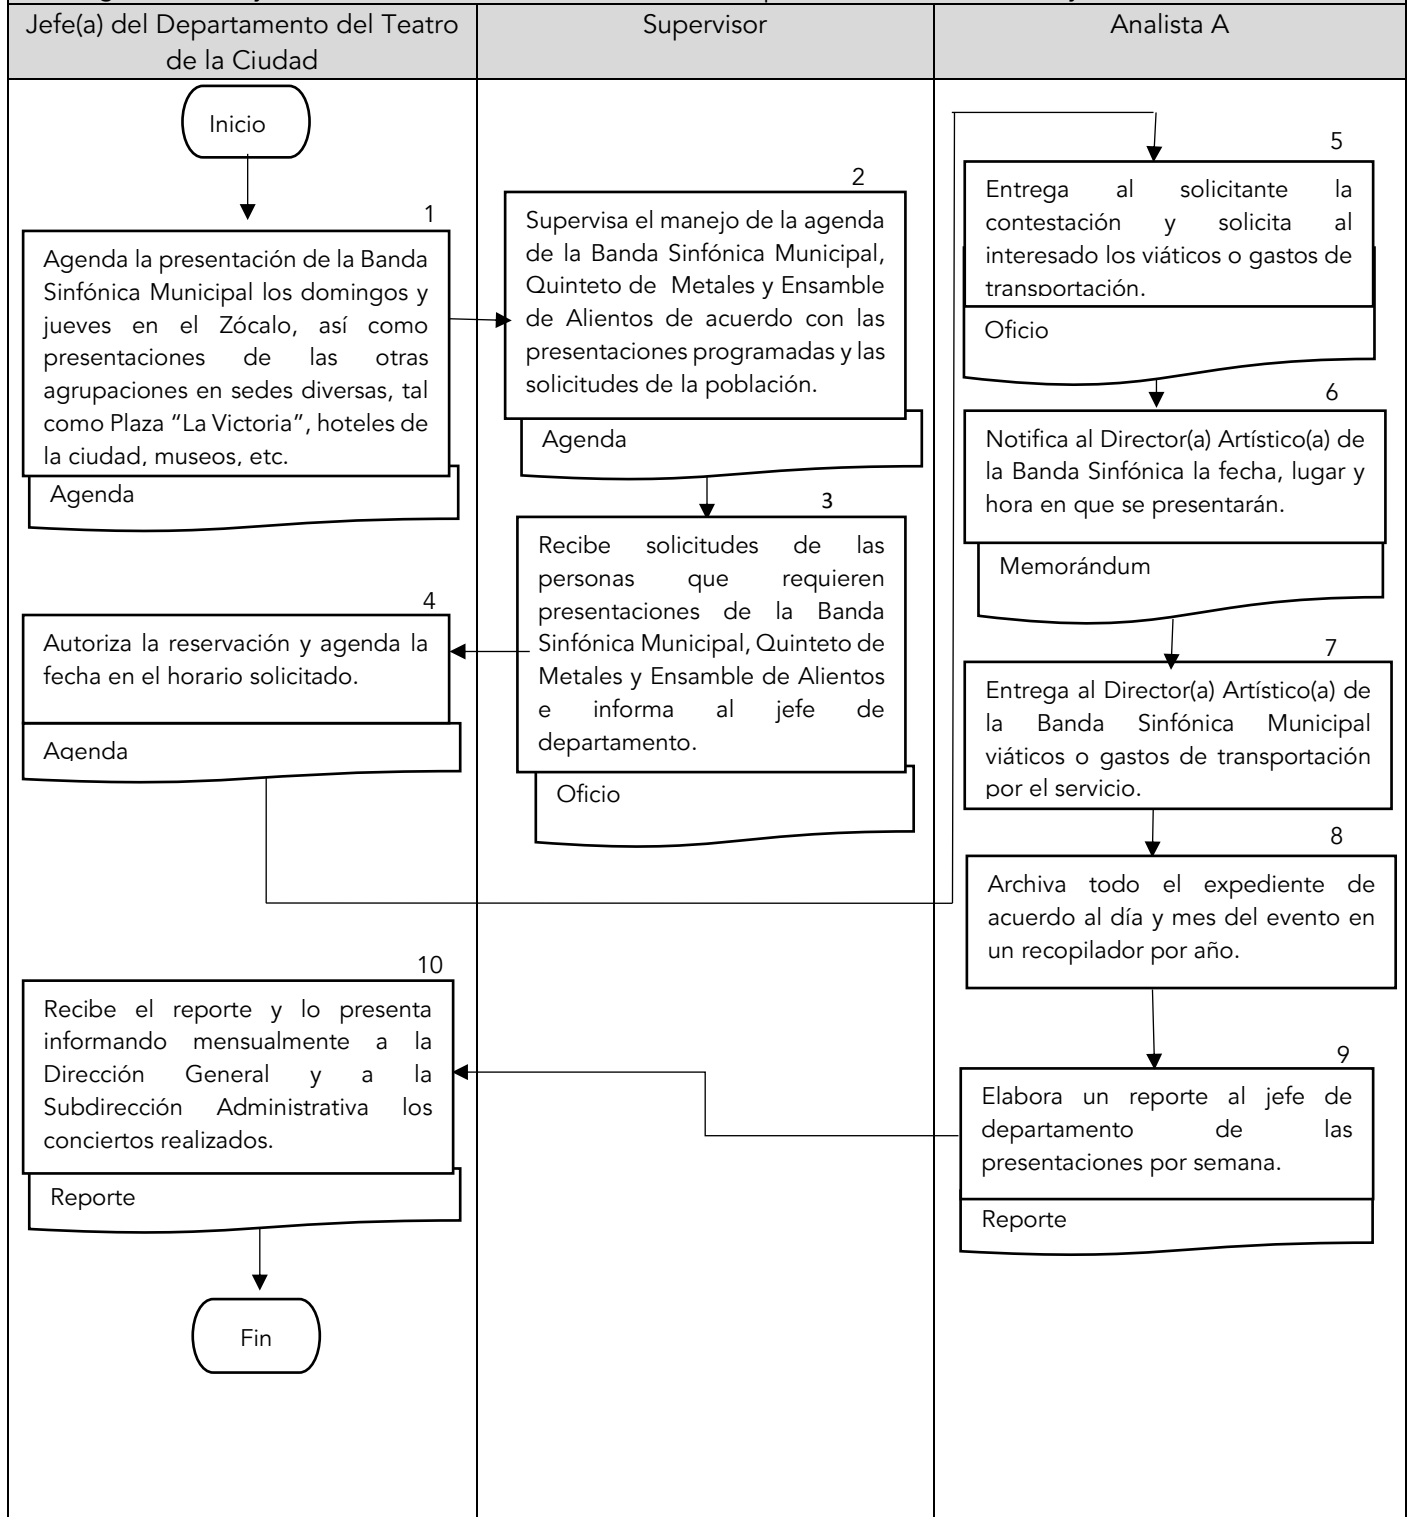 Jefe(a) del Departamento del Teatro
de la Ciudad
Supervisor
Analista A
Inicio
1
Agenda la presentación de la Banda
Sinfónica Municipal los domingos y
jueves en el Zócalo, así como
presentaciones de las otras
agrupaciones en sedes diversas, tal
como Plaza “La Victoria”, hoteles de
la ciudad, museos, etc.
Agenda
2
Supervisa el manejo de la agenda
de la Banda Sinfónica Municipal,
Quinteto de Metales y Ensamble
de Alientos de acuerdo con las
presentaciones programadas y las
solicitudes de la población.
Agenda
3
Recibe solicitudes de las
personas que requieren
presentaciones de la Banda
Sinfónica Municipal, Quinteto de
Metales y Ensamble de Alientos
e informa al jefe de
departamento.
Oficio
4
Autoriza la reservación y agenda la
fecha en el horario solicitado.
Agenda
5
Entrega al solicitante la
contestación y solicita al
interesado los viáticos o gastos de
transportación.
Oficio
6
Notifica al Director(a) Artístico(a) de
la Banda Sinfónica la fecha, lugar y
hora en que se presentarán.
Memorándum
7
Entrega al Director(a) Artístico(a) de
la Banda Sinfónica Municipal
viáticos o gastos de transportación
por el servicio.
8
Archiva todo el expediente de
acuerdo al día y mes del evento en
un recopilador por año.
9
Elabora un reporte al jefe de
departamento de las
presentaciones por semana.
Reporte
10
Recibe el reporte y lo presenta
informando mensualmente a la
Dirección General y a la
Subdirección Administrativa los
conciertos realizados.
Reporte
Fin